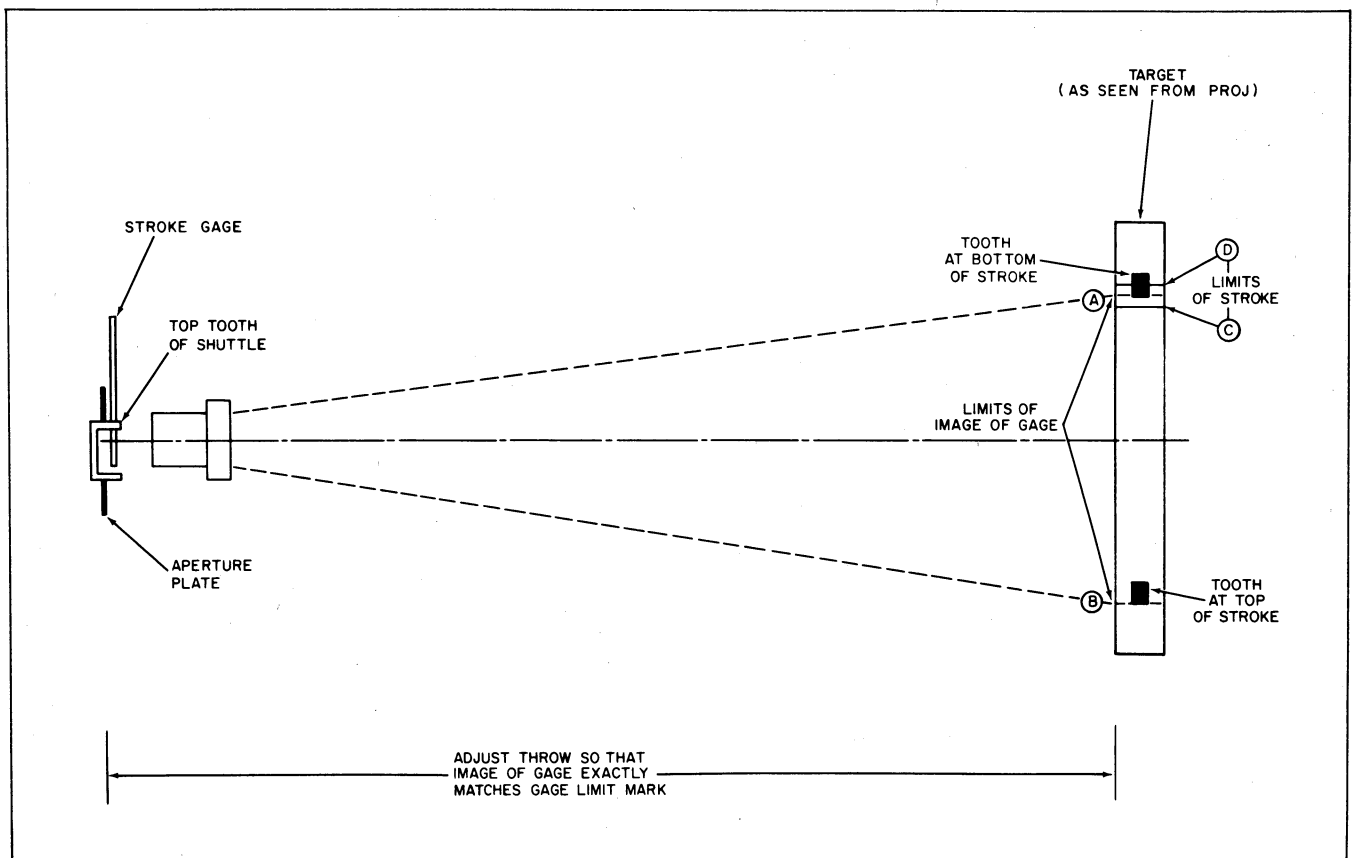 TARGET
(AS SEEN FROM PROJ)
STROKE GAGE
TOOTH
AT BOTTOM
OF STROKE
D
LIMITS
OF STROKE
A
C
TOP TOOTH
OF SHUTTLE
LIMITS OF
IMAGE OF GAGE
APERTURE
PLATE
B
TOOTH
AT TOP
OF STROKE
ADJUST THROW SO THAT
IMAGE OF GAGE EXACTLY
MATCHES GAGE LIMIT MARK